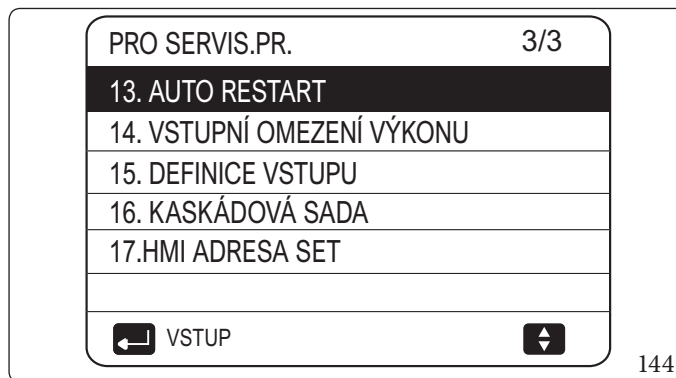 PRO SERVIS.PR. 3/3
13. AUTO RESTART
14. VSTUPNÍ OMEZENÍ VÝKONU
15. DEFINICE VSTUPU
16. KASKÁDOVÁ SADA
17.HMI ADRESA SET
VSTUP
144